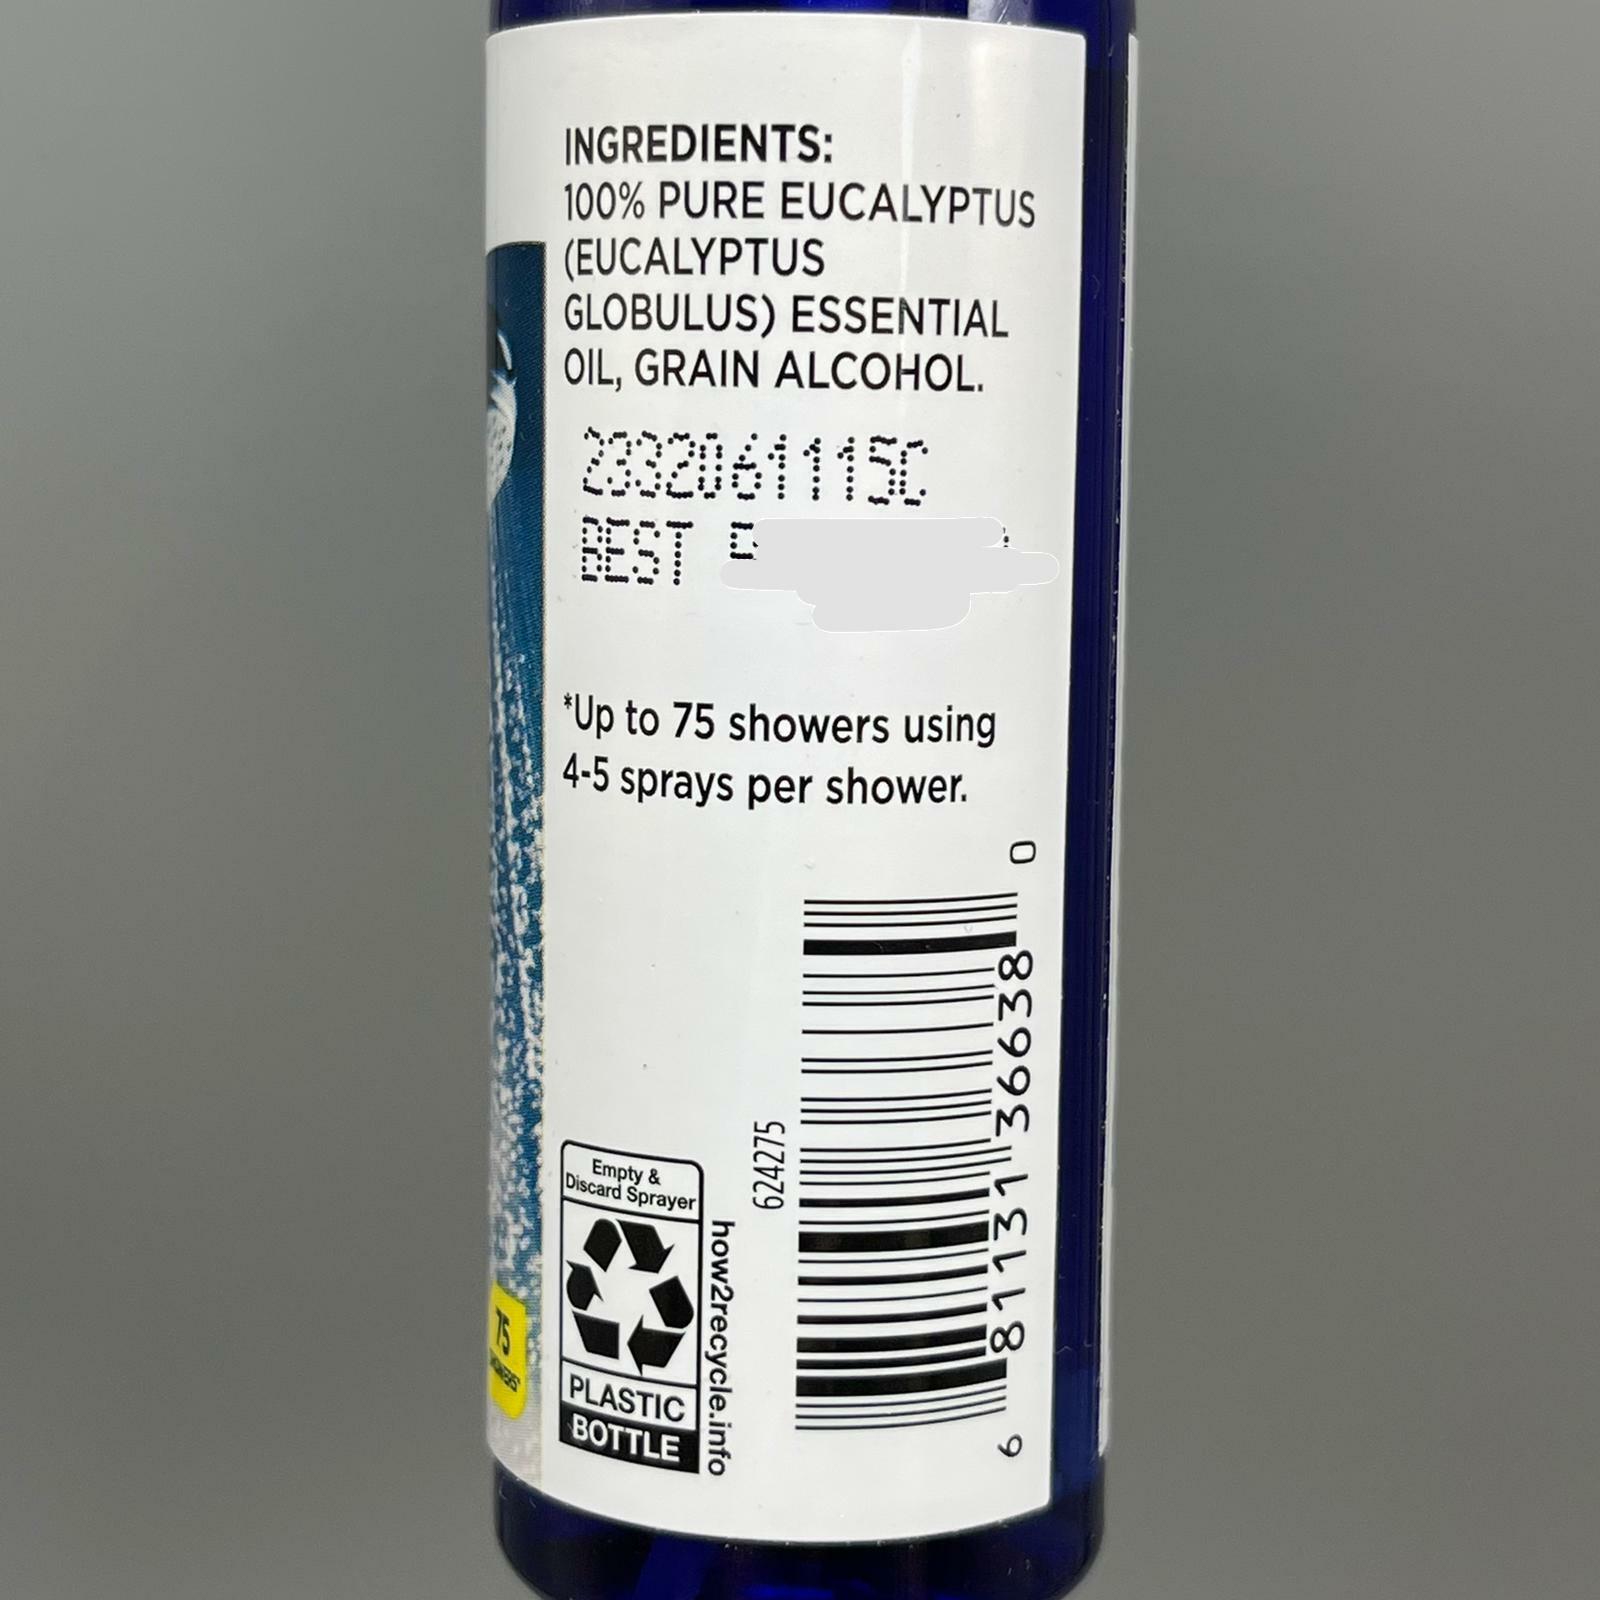 INGREDIENTS:
100% PURE EUCALYPTUS
(EUCALYPTUS
GLOBULUS) ESSENTIAL
OIL, GRAIN ALCOHOL.
2332061115C
BEST
*Up to 75 showers using
4-5 sprays per shower.
Empty &
Discard Sprayer
PLASTIC
BOTTLE
how2recycle.info
624275
6 81131 36638 0
75
SHOWERS*